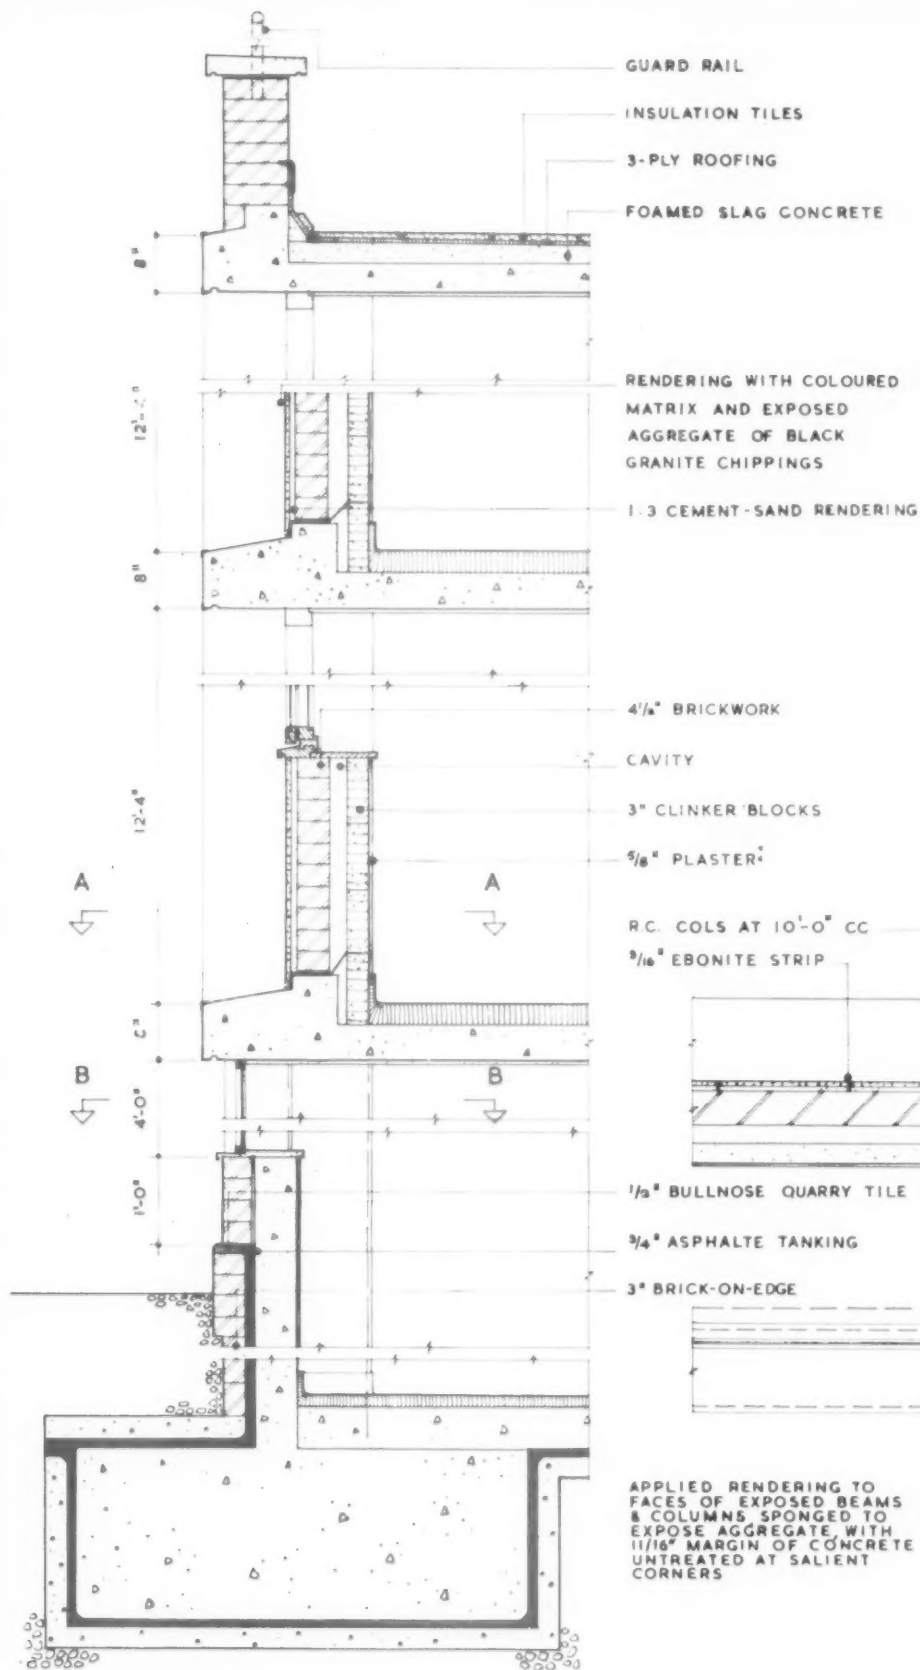 GUARD RAIL
INSULATION TILES
3-PLY ROOFING
FOAMED SLAG CONCRETE
8"
RENDERING WITH COLOURED
MATRIX AND EXPOSED
AGGREGATE OF BLACK
GRANITE CHIPPINGS
1:3 CEMENT-SAND RENDERING
8"
4½" BRICKWORK
CAVITY
3" CLINKER BLOCKS
12'-4"
5/8" PLASTER
A A
R.C. COLS AT 10'-0" CC
3/16" EBONITE STRIP
B B
4'-0"
1'-0"
BULLNOSE QUARRY TILE
3/4" ASPHALTE TANKING
3" BRICK-ON-EDGE
APPLIED RENDERING TO
FACES OF EXPOSED BEAMS
& COLUMNS SPONGED TO
EXPOSE AGGREGATE, WITH
11/16" MARGIN OF CONCRETE
UNTREATED AT SALIENT
CORNERS